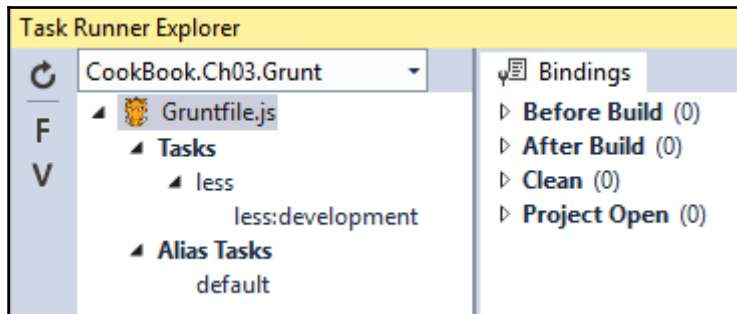 Task Runner Explorer
CookBook.Ch03.Grunt
F
V
Gruntfile.js
Tasks
less
less:development
Alias Tasks
default
Bindings
Before Build (0)
After Build (0)
Clean (0)
Project Open (0)